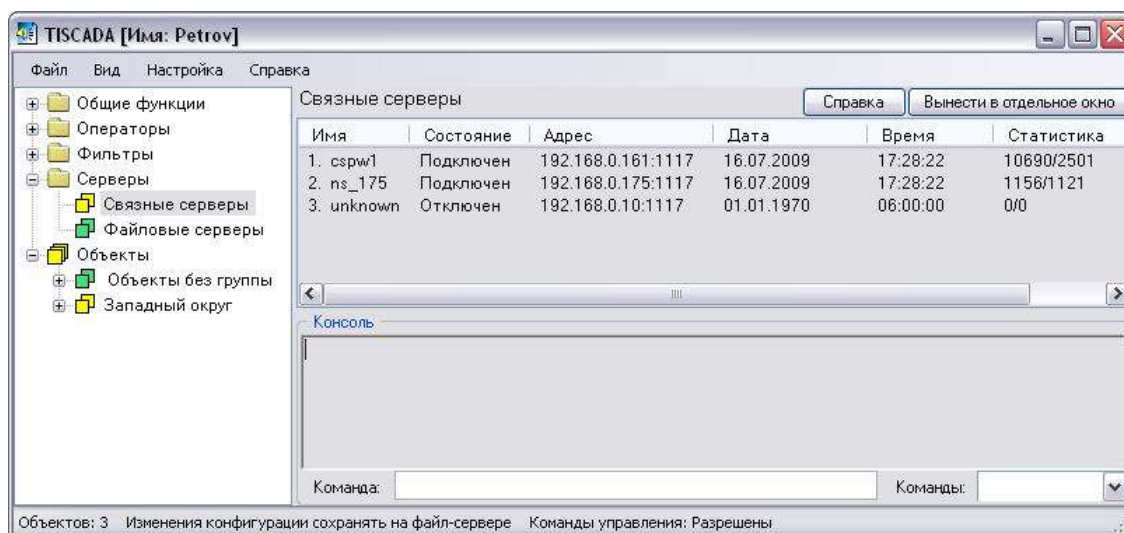 TISCADA [Имя: Petrov]
Файл Вид Настройка Справка
Общие функции
Операторы
Фильтры
Серверы
Связные серверы
Файловые серверы
Объекты
Объекты без группы
Западный округ
Связные серверы
Справка
Вынести в отдельное окно
Имя Состояние Адрес Дата Время Статистика
1. cspw1 Подключен 192.168.0.161:1117 16.07.2009 17:28:22 10690/2501
2. ns_175 Подключен 192.168.0.175:1117 16.07.2009 17:28:22 1156/1121
3. unknown Отключен 192.168.0.10:1117 01.01.1970 06:00:00 0/0
Консоль
Команда: Команды:
Объектов: 3 Изменения конфигурации сохранять на файл-сервере Команды управления: Разрешены